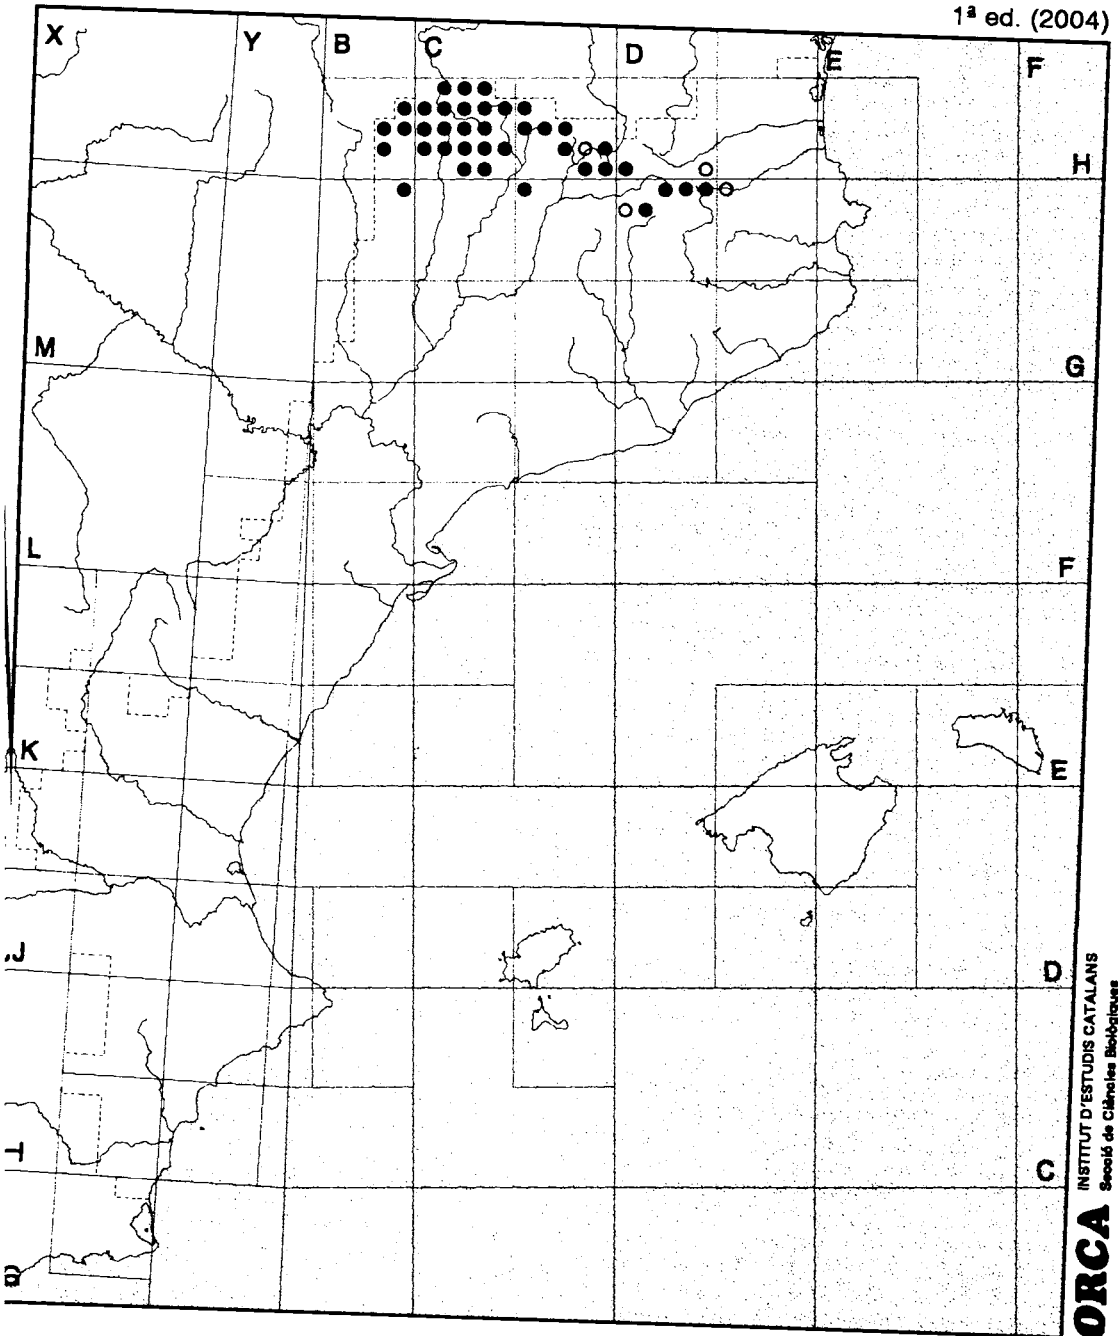 1ª ed. (2004)
X
Y
B
C
D
E
F
H
M
G
L
F
K
E
J
D
C
ORCA
INSTITUT D'ESTUDIS CATALANS
Secció de Ciències Biològiques